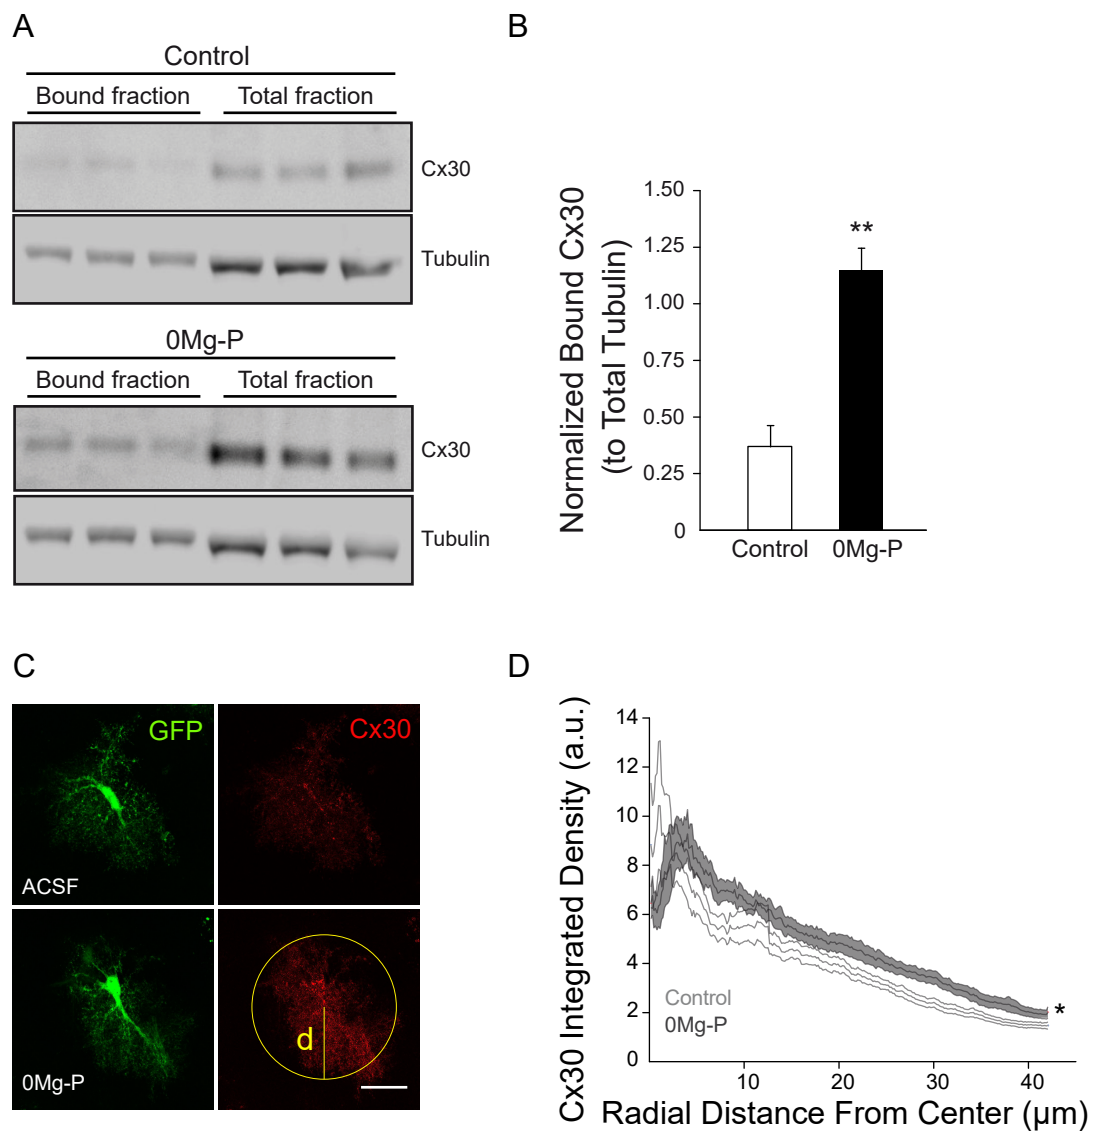 A
Control
Bound fraction Total fraction
Cx30
Tubulin
0Mg-P
Bound fraction Total fraction
Cx30
Tubulin
B
Normalized Bound Cx30
(to Total Tubulin)
1.50
1.25
1.00
0.75
0.50
0.25
0
**
Control 0Mg-P
C
GFP
Cx30
ACSF
0Mg-P
d
D
Cx30 Integrated Density (a.u.)
14
12
10
8
6
4
2
0
Control
0Mg-P
*
10 20 30 40
Radial Distance From Center (µm)